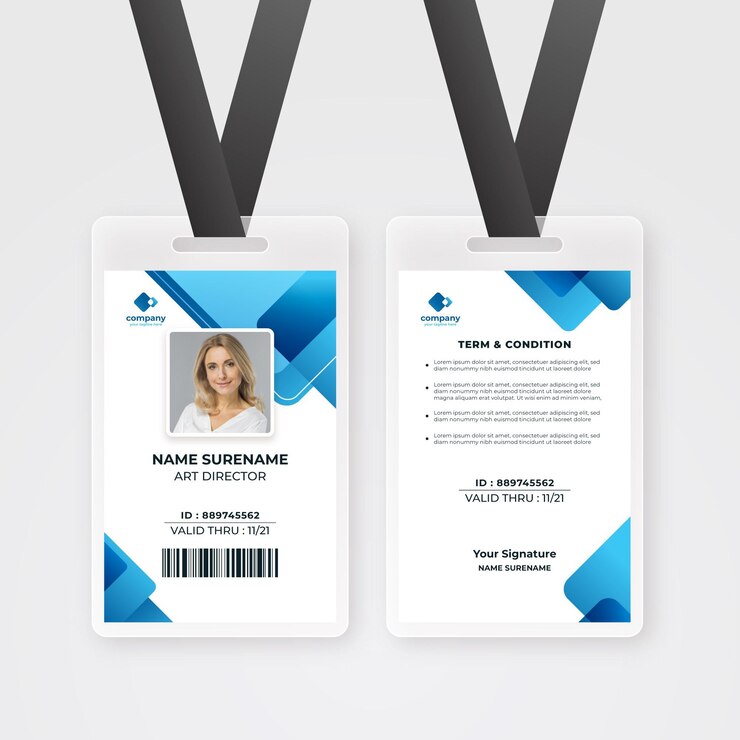 company
your tagline here
NAME SURENAME
ART DIRECTOR
ID : 889745562
VALID THRU : 11/21
company
your tagline here
TERM & CONDITION
Lorem ipsum dolor sit amet, consectetuer adipiscing elit, sed
diam nonummy nibh euismod tincidunt ut laoreet dolore
Lorem ipsum dolor sit amet, consectetuer adipiscing elit, sed
diam nonummy nibh euismod tincidunt ut laoreet dolore
magna aliquam erat volutpat. Ut wisi enim ad minim veniam,
Lorem ipsum dolor sit amet, consectetuer adipiscing elit, sed
diam nonummy nibh euismod tincidunt ut laoreet dolore
Lorem ipsum dolor sit amet, consectetuer adipiscing elit, sed
diam nonummy nibh euismod tincidunt ut laoreet dolore
ID : 889745562
VALID THRU : 11/21
Your Signature
NAME SURENAME